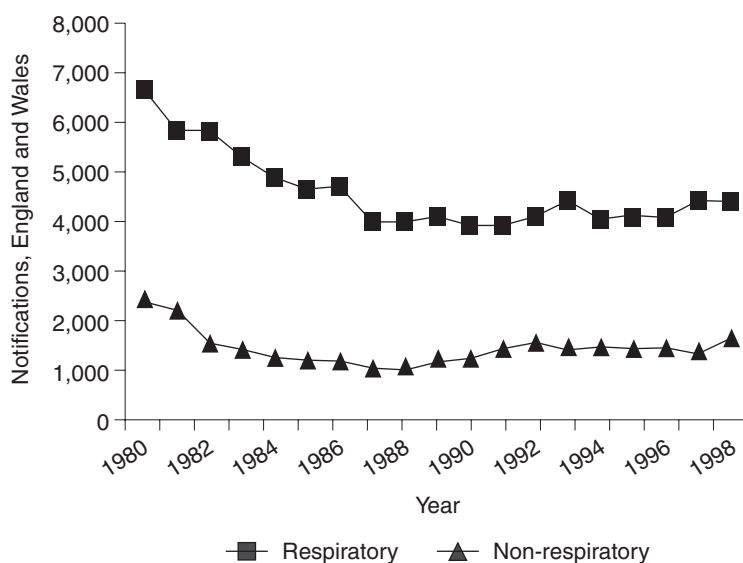 Notifications, England and Wales
8,000
7,000
6,000
5,000
4,000
3,000
2,000
1,000
0
1980 1982 1984 1986 1988 1990 1992 1994 1996 1998
Year
Respiratory Non-respiratory